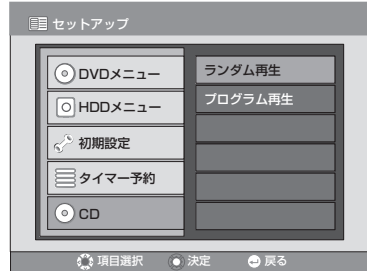 セットアップ
DVDメニュー
HDDメニュー
初期設定
タイマー予約
CD
ランダム再生
プログラム再生
項目選択 決定 戻る